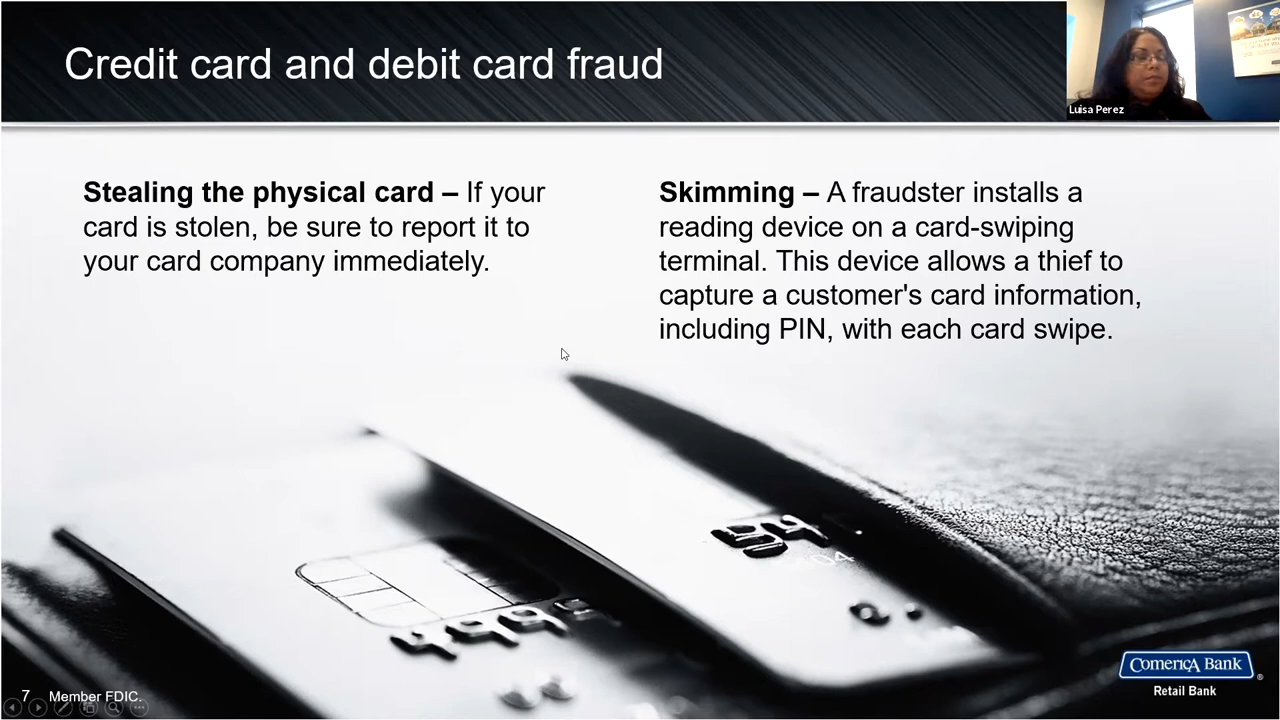 Credit card and debit card fraud
Luisa Perez
Stealing the physical card – If your
card is stolen, be sure to report it to
your card company immediately.
Skimming – A fraudster installs a
reading device on a card-swiping
terminal. This device allows a thief to
capture a customer's card information,
including PIN, with each card swipe.
54
4999
7 Member FDIC.
Comerica Bank ®
Retail Bank